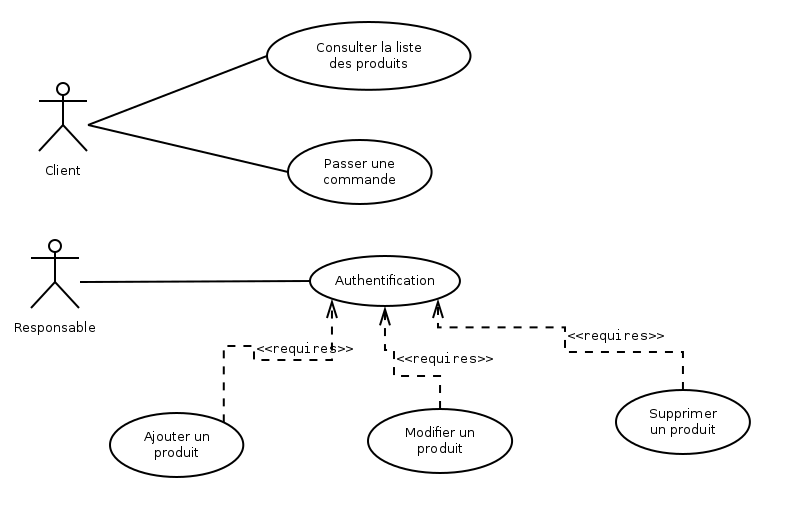 Consulter la liste
des produits
Client
Passer une
commande
Responsable
Authentification
<<requires>>
<<requires>>
<<requires>>
Ajouter un
produit
Modifier un
produit
Supprimer
un produit